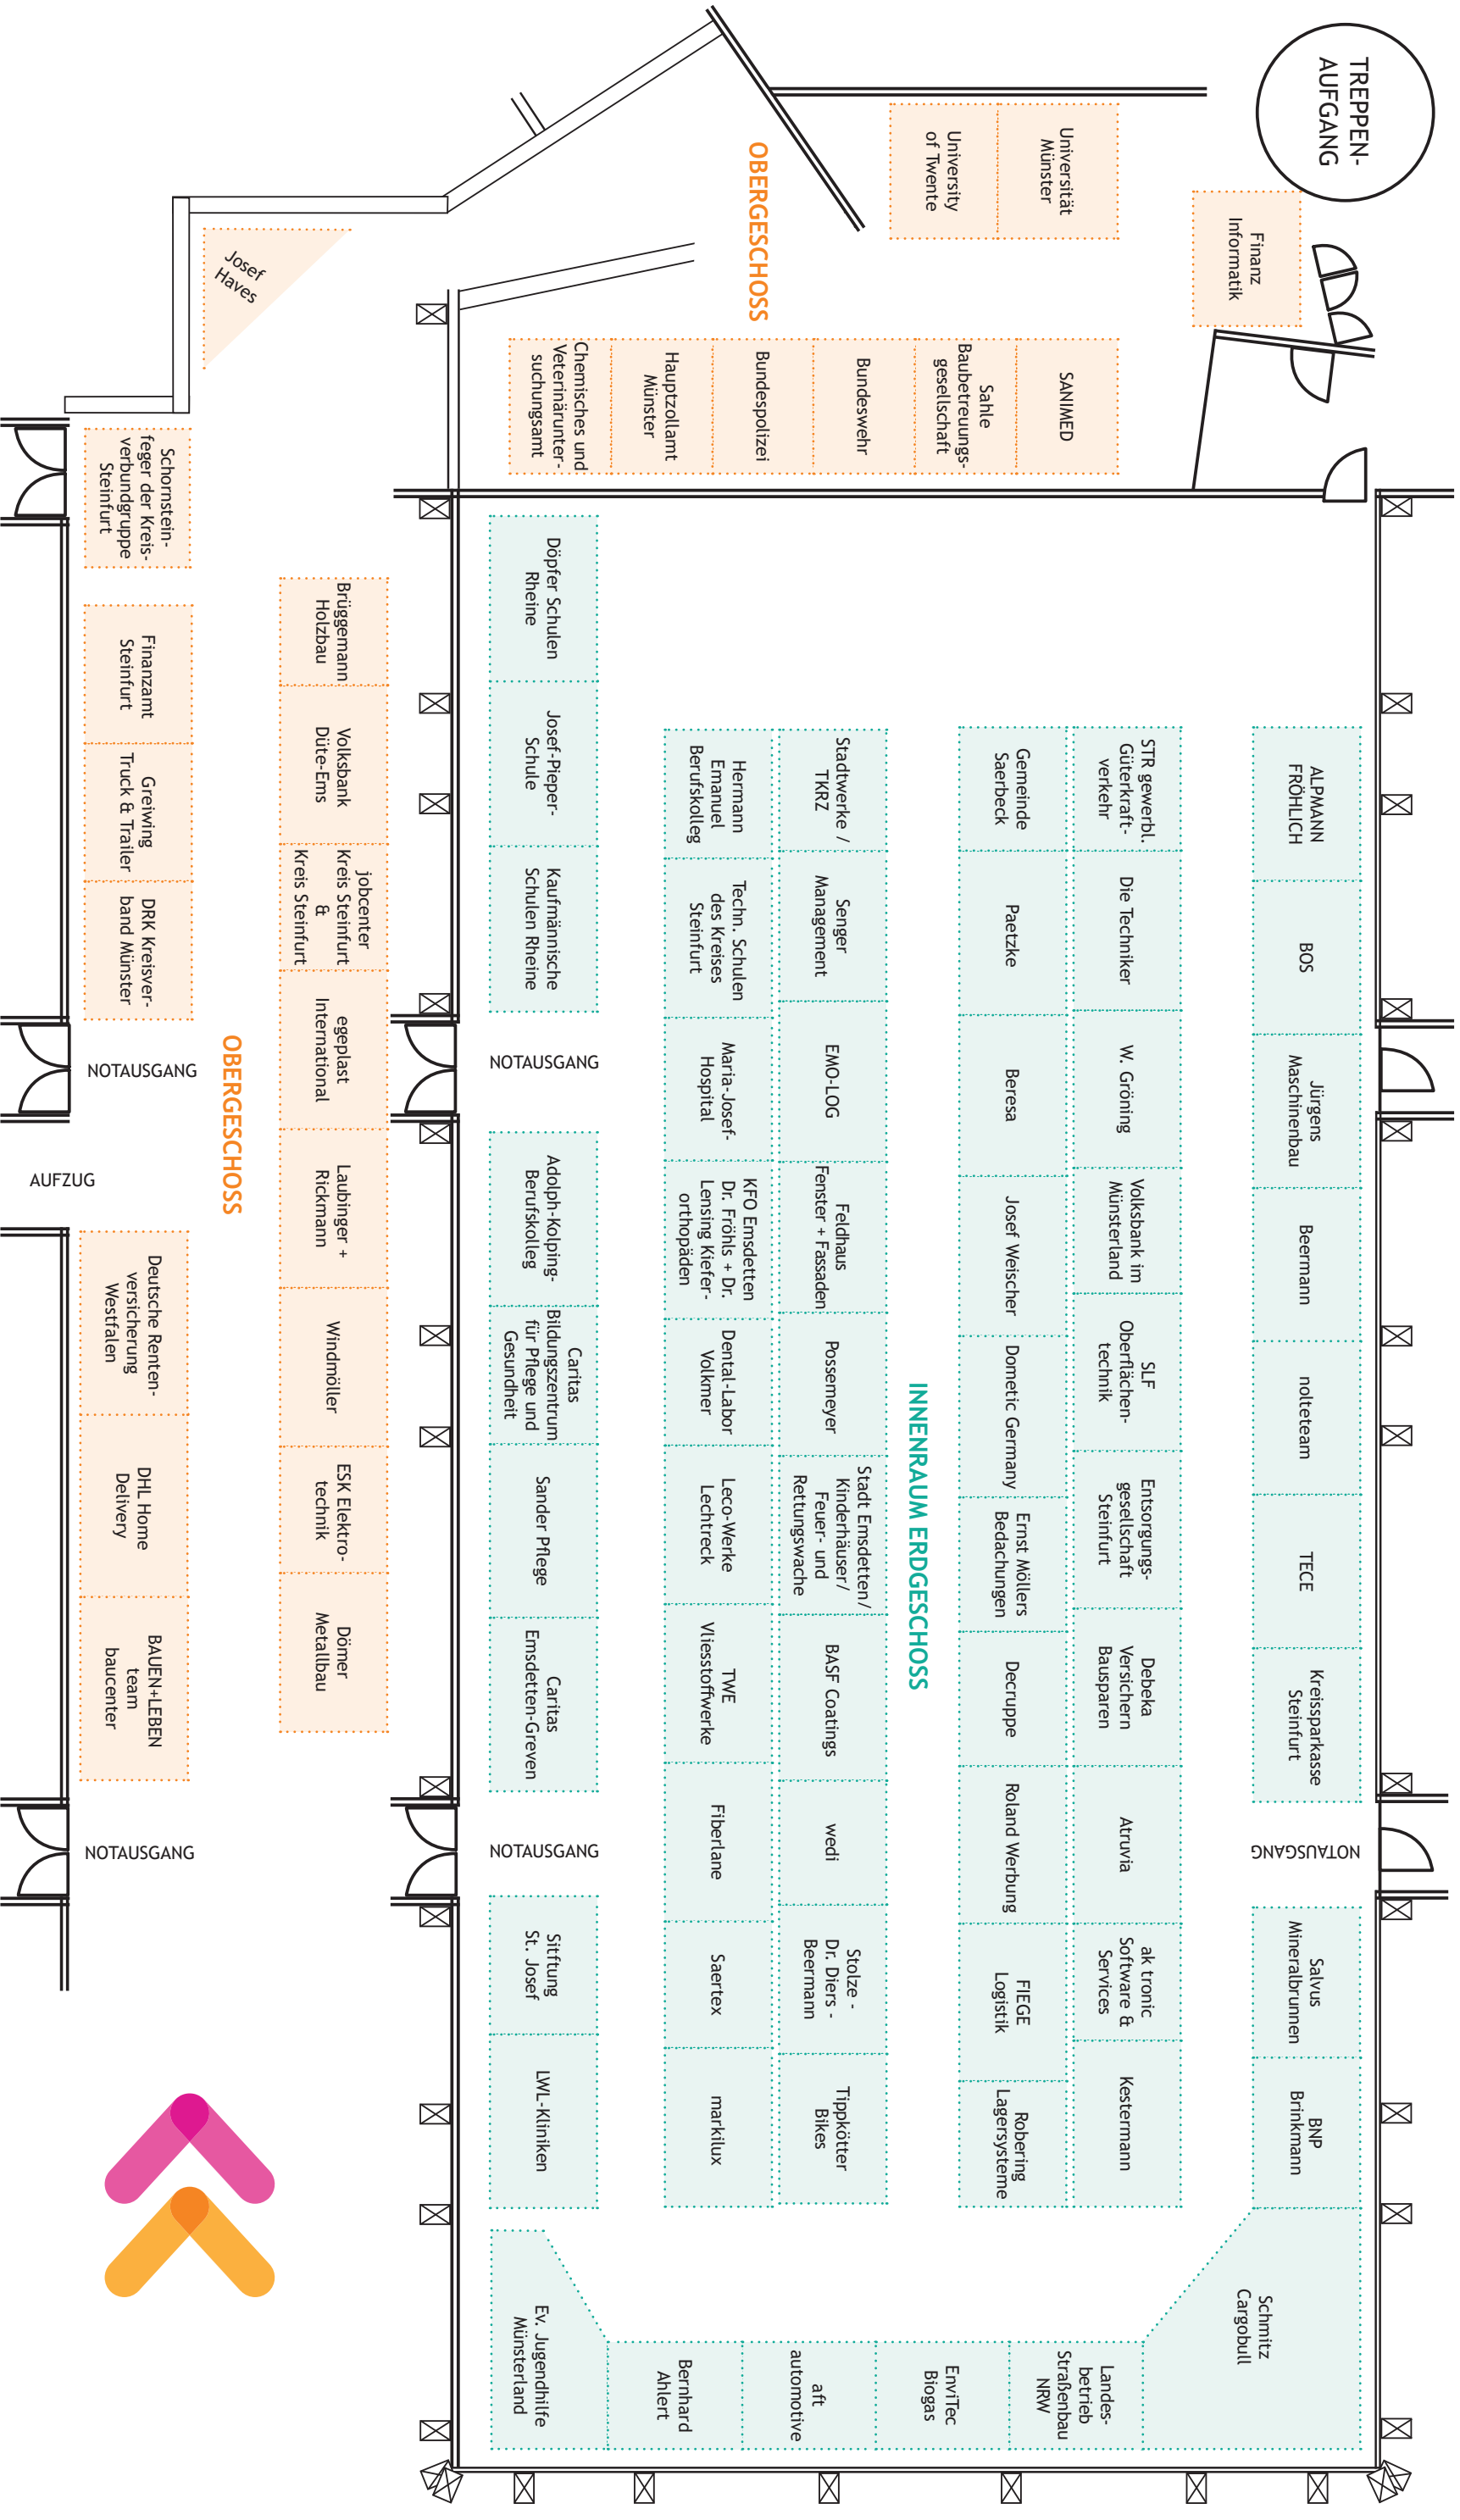 TREPPEN-
AUFGANG
Universität
Münster
University
of Twente
Finanz
Informatik
OBERGESCHOSS
Josef
Haves
SANIMED
Sahle
Baubetreuungs-
gesellschaft
Bundeswehr
Bundespolizei
Hauptzollamt
Münster
Chemisches und
Veterinärunter-
suchungsamt
Schornstein-
feger der Kreis-
verbundgruppe
Steinfurt
Finanzamt
Steinfurt
Greiwing
Truck & Trailer
DRK Kreisver-
band Münster
NOTAUSGANG
AUFZUG
Deutsche Renten-
versicherung
Westfalen
DHL Home
Delivery
BAUEN+LEBEN
team
baucenter
NOTAUSGANG
OBERGESCHOSS
Brüggemann
Holzbau
Volksbank
Düte-Ems
jobcenter
Kreis Steinfurt
&
Kreis Steinfurt
egeplast
International
Laubinger +
Rickmann
Windmöller
ESK Elektro-
technik
Dömer
Metallbau
Döpfer Schulen
Rheine
Josef-Pieper-
Schule
Kaufmännische
Schulen Rheine
NOTAUSGANG
Adolph-Kolping-
Berufskolleg
Caritas
Bildungszentrum
für Pflege und
Gesundheit
Sander Pflege
Caritas
Emsdetten-Greven
NOTAUSGANG
Sitftung
St. Josef
LWL-Kliniken
Ev. Jugendhilfe
Münsterland
Hermann
Emanuel
Berufskolleg
Techn. Schulen
des Kreises
Steinfurt
Maria-Josef-
Hospital
KFO Emsdetten
Dr. Fröhls + Dr.
Lensing Kiefer-
orthopäden
Dental-Labor
Volkmer
Leco-Werke
Lechtreck
TWE
Vliesstoffwerke
Fiberlane
Saertex
markilux
Stadtwerke /
TKRZ
Senger
Management
EMO-LOG
Feldhaus
Fenster + Fassaden
Possemeyer
Stadt Emsdetten/
Kinderhäuser/
Feuer- und
Rettungswache
BASF Coatings
wedi
Stolze -
Dr. Diers -
Beermann
Tippkötter
Bikes
INNENRAUM ERDGESCHOSS
Gemeinde
Saerbeck
Paetzke
Beresa
Josef Weischer
Dometic Germany
Ernst Möllers
Bedachungen
Decruppe
Roland Werbung
FIEGE
Logistik
Robering
Lagersysteme
STR gewerbl.
Güterkraft-
verkehr
Die Techniker
W. Gröning
Volksbank im
Münsterland
SLF
Oberflächen-
technik
Entsorgungs-
gesellschaft
Steinfurt
Debeka
Versichern
Bausparen
Atruvia
ak tronic
Software &
Services
Kestermann
ALPMANN
FRÖHLICH
BOS
Jürgens
Maschinenbau
Beermann
nolteteam
TECE
Kreissparkasse
Steinfurt
NOTAUSGANG
Salvus
Mineralbrunnen
BNP
Brinkmann
Schmitz
Cargobull
Landes-
betrieb
Straßenbau
NRW
EnviTec
Biogas
aft
automotive
Bernhard
Ahlert